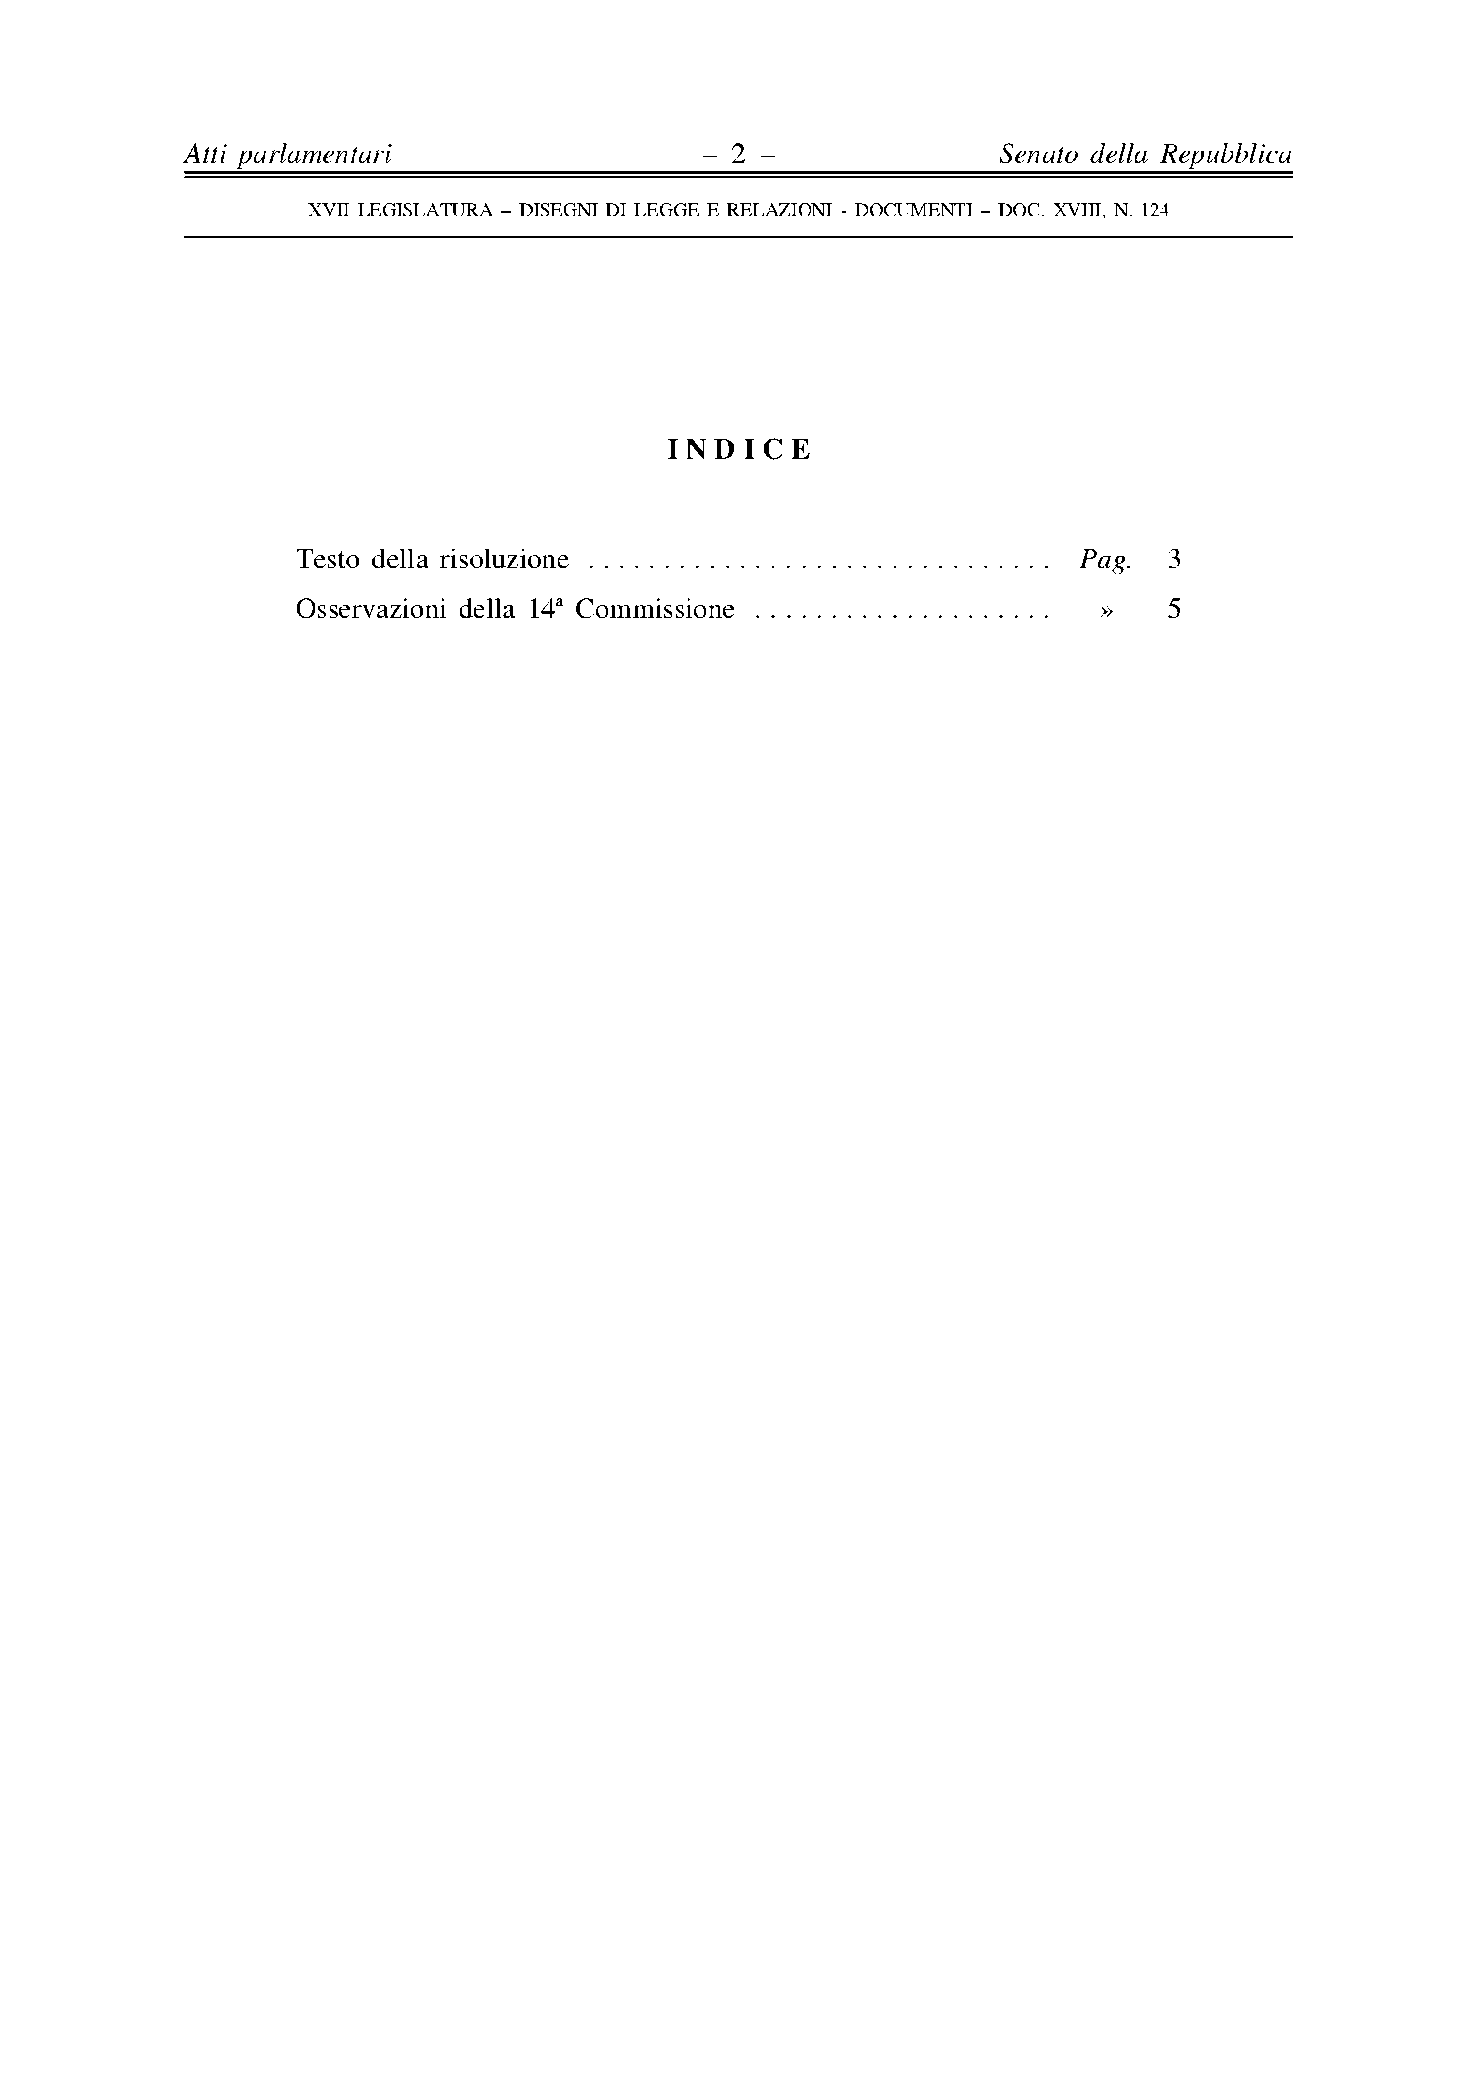 Atti parlamentari – 2 – Senato della Repubblica
XVII LEGISLATURA – DISEGNI DI LEGGE E RELAZIONI - DOCUMENTI – DOC. XVIII, N. 124
INDICE
Testo della risoluzione ............................... Pag. 3
Osservazioni della 14ª Commissione .................... » 5